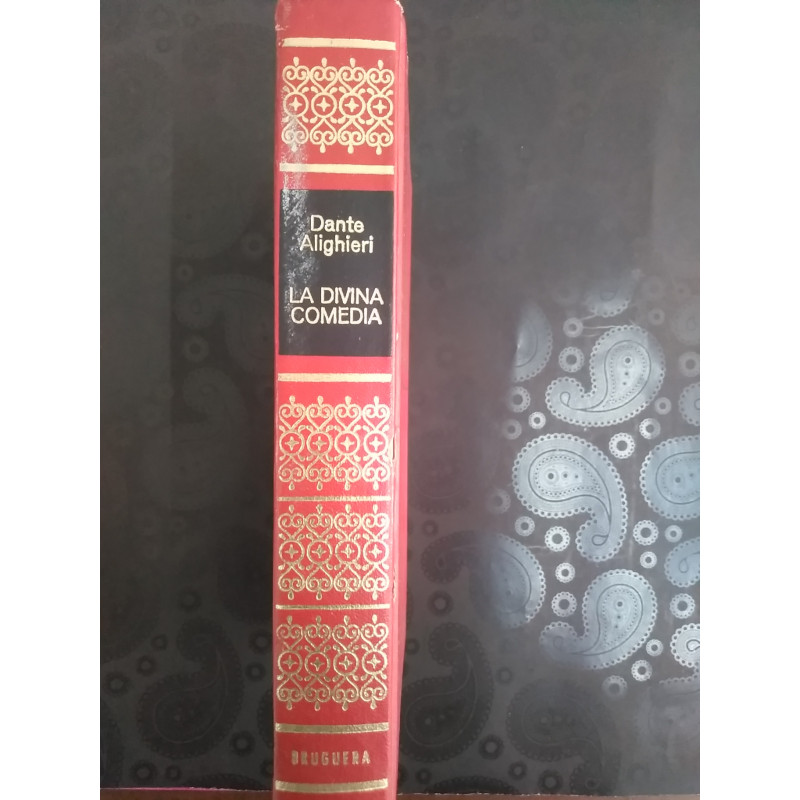 Dante
Alighieri
LA DIVINA
COMEDIA
BRUGUERA